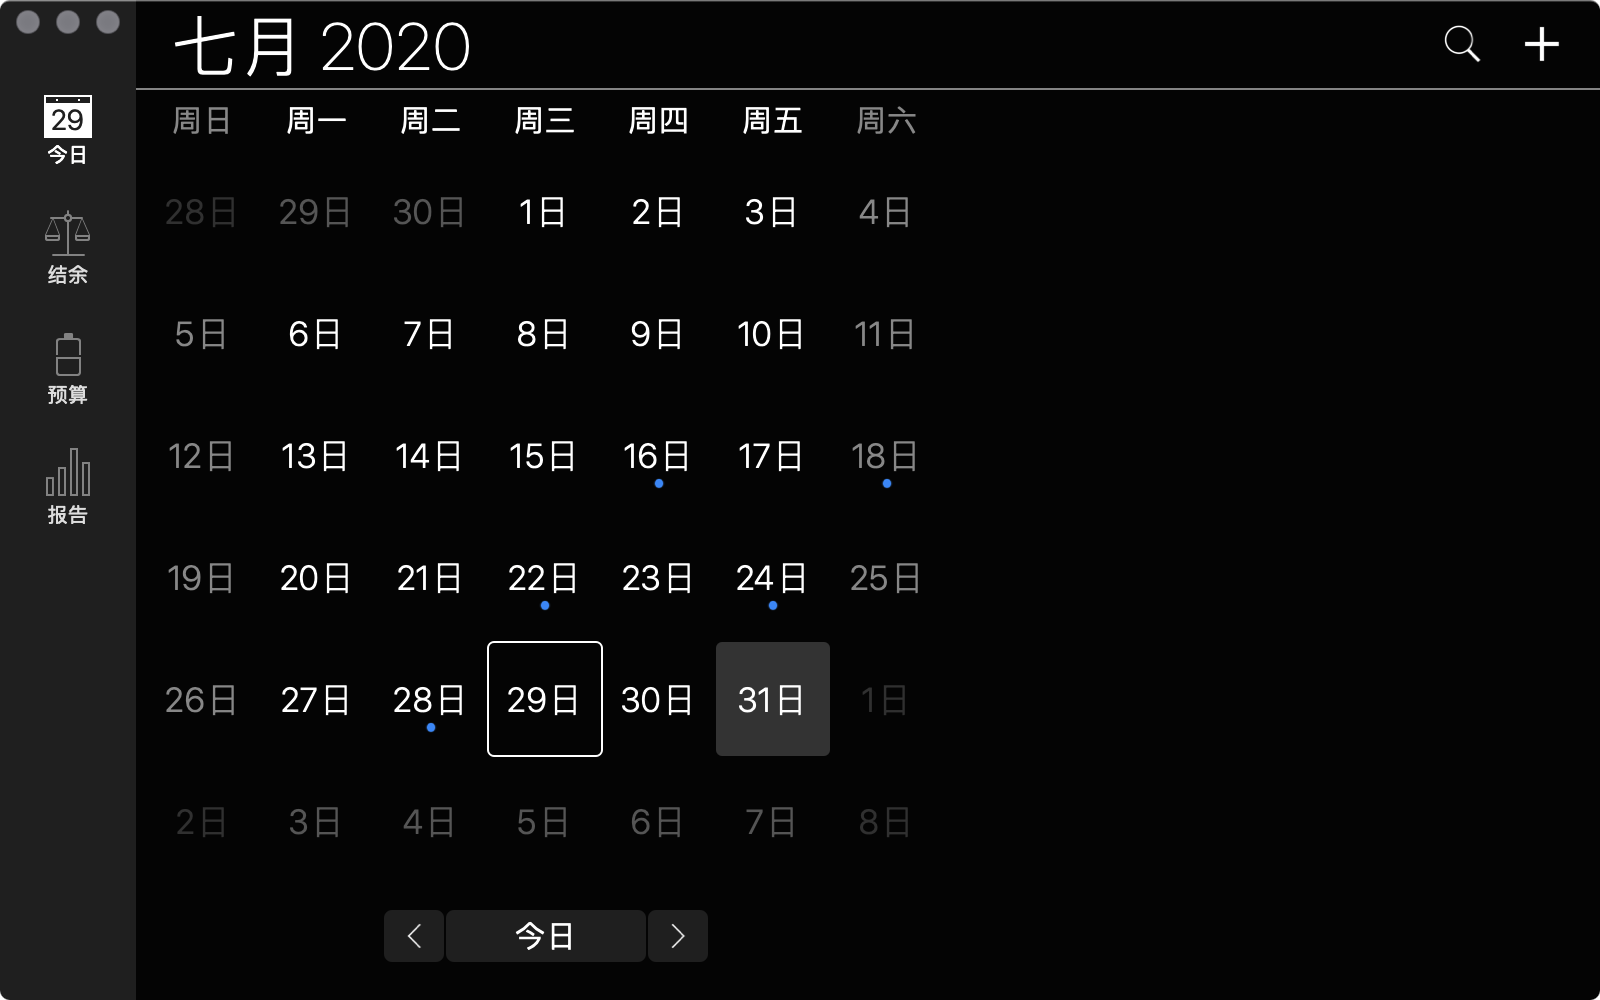 七月 2020
29
今日
结余
预算
报告
周日 周一 周二 周三 周四 周五 周六
28日 29日 30日 1日 2日 3日 4日
5日 6日 7日 8日 9日 10日 11日
12日 13日 14日 15日 16日 17日 18日
19日 20日 21日 22日 23日 24日 25日
26日 27日 28日 29日 30日 31日 1日
2日 3日 4日 5日 6日 7日 8日
今日